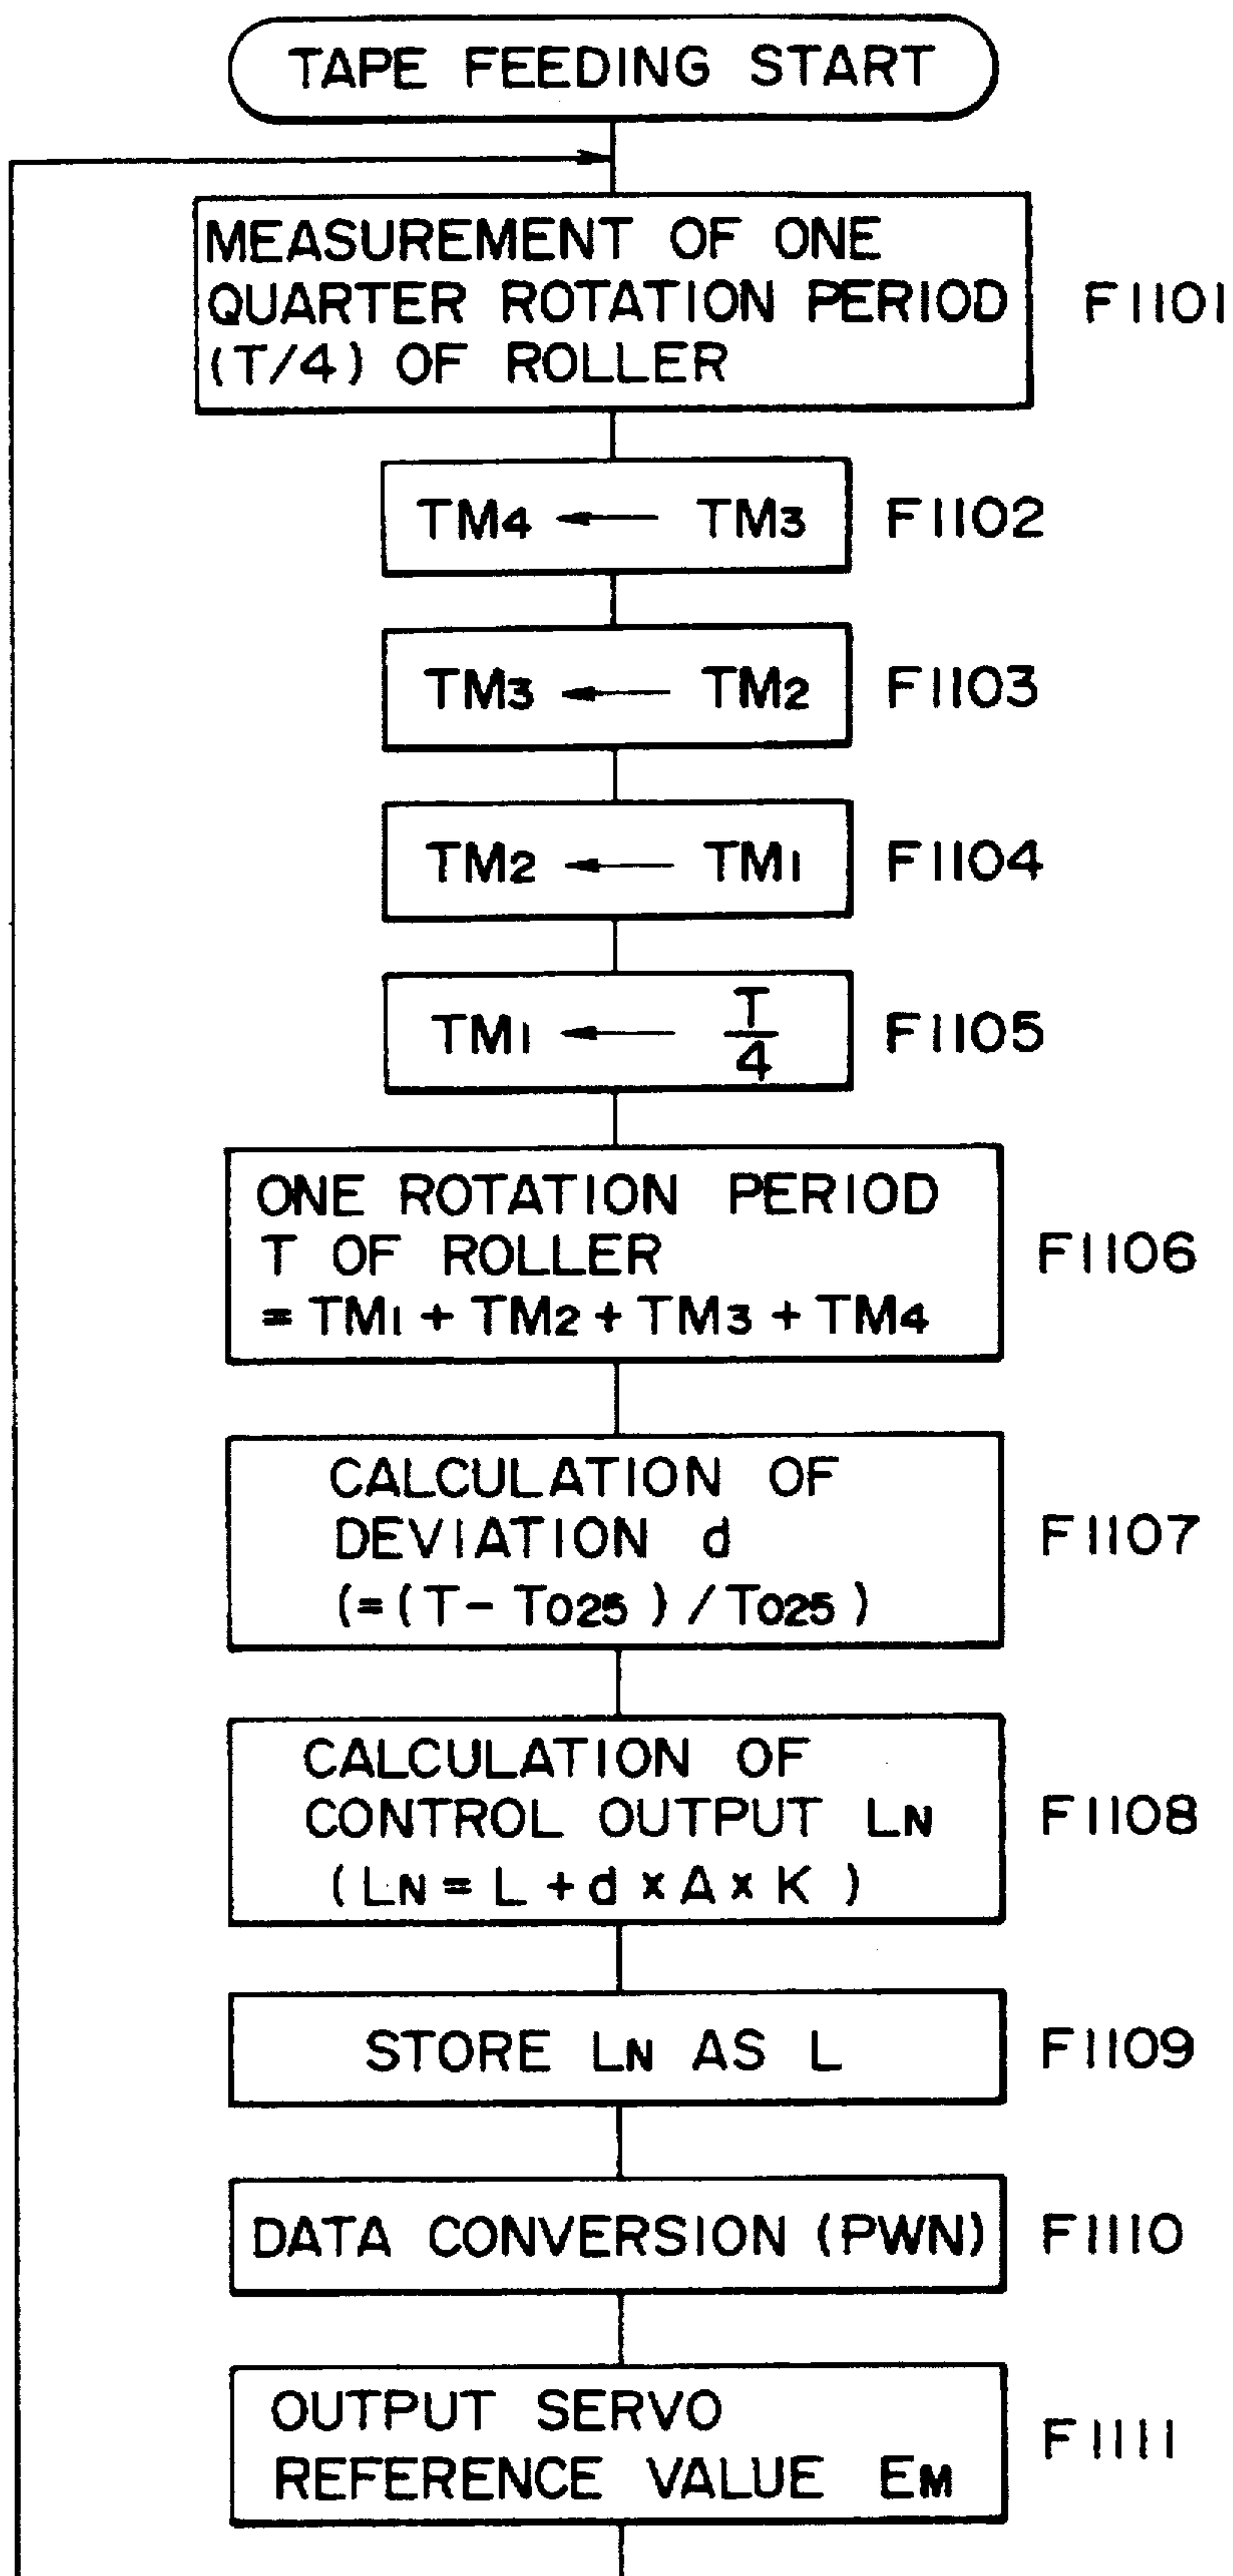 TAPE FEEDING START
MEASUREMENT OF ONE
QUARTER ROTATION PERIOD
(T/4) OF ROLLER
F1101
TM4 ← TM3
F1102
TM3 ← TM2
F1103
TM2 ← TM1
F1104
TM1 ← T/4
F1105
ONE ROTATION PERIOD
T OF ROLLER
= TM1 + TM2 + TM3 + TM4
F1106
CALCULATION OF
DEVIATION d
(=(T-T025)/T025)
F1107
CALCULATION OF
CONTROL OUTPUT LN
(LN = L + d × A × K)
F1108
STORE LN AS L
F1109
DATA CONVERSION (PWN)
F1110
OUTPUT SERVO
REFERENCE VALUE EM
F1111